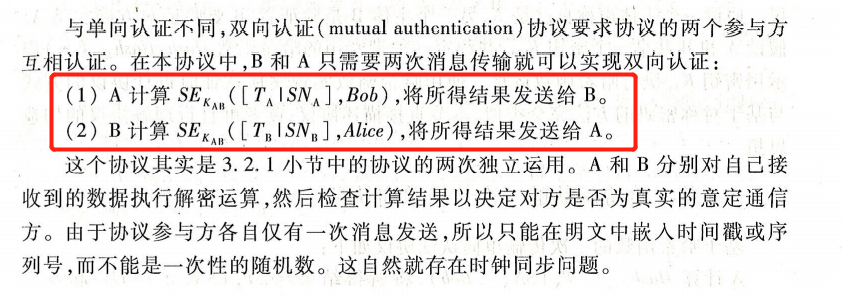 与单向认证不同,双向认证(mutual authentication)协议要求协议的两个参与方
互相认证。在本协议中,B 和 A 只需要两次消息传输就可以实现双向认证:
(1) A 计算 SE_{K_{AB}}([T_A|SN_A],Bob),将所得结果发送给 B。
(2) B 计算 SE_{K_{AB}}([T_B|SN_B],Alice),将所得结果发送给 A。
这个协议其实是 3.2.1 小节中的协议的两次独立运用。A 和 B 分别对自己接
收到的数据执行解密运算,然后检查计算结果以决定对方是否为真实的意定通信
方。由于协议参与方各自仅有一次消息发送,所以只能在明文中嵌入时间戳或序
列号,而不能是一次性的随机数。这自然就存在时钟同步问题。